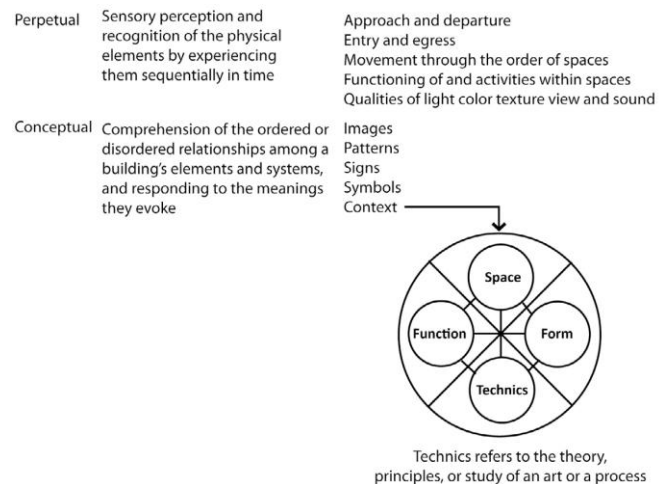 Perpetual
Sensory perception and
recognition of the physical
elements by experiencing
them sequentially in time
Approach and departure
Entry and egress
Movement through the order of spaces
Functioning of and activities within spaces
Qualities of light color texture view and sound
Conceptual
Comprehension of the ordered or
disordered relationships among a
building's elements and systems,
and responding to the meanings
they evoke
Images
Patterns
Signs
Symbols
Context
Space
Function
Form
Technics
Technics refers to the theory,
principles, or study of an art or a process